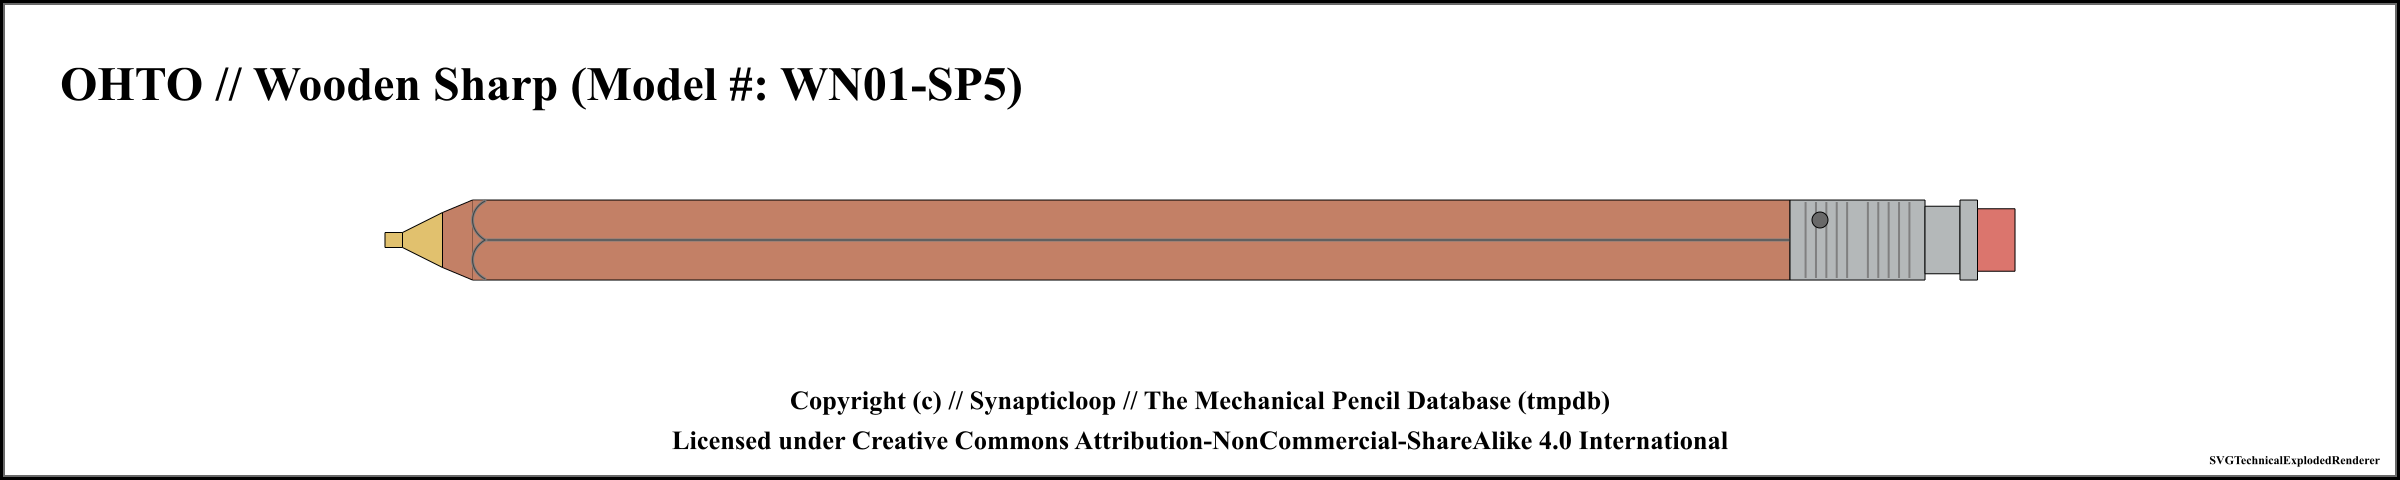 OHTO // Wooden Sharp (Model #: WN01-SP5)
Copyright (c) // Synapticloop // The Mechanical Pencil Database (tmpdb)
Licensed under Creative Commons Attribution-NonCommercial-ShareAlike 4.0 International
SVGTechnicalExplodedRenderer